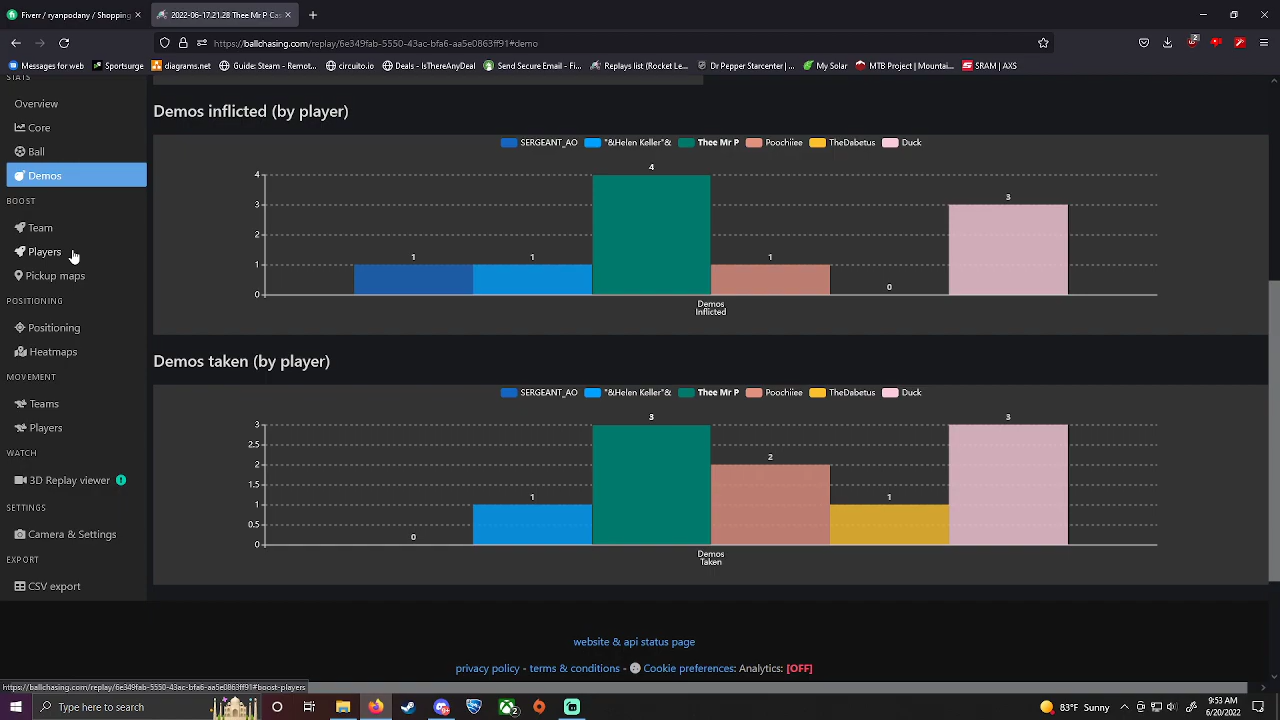 Fiverr / ryanopdany / Shopping
2022-06-17.21.28 Thee Mr P Cas
https://ballchasing.com/replay/6e349fab-5550-43ac-bfa6-aa5e0863ff91#demo
2
Messages for web
Sportsurge
diagrams.net
Guide: Steam - Remot...
circuito.io
Deals - IsThereAnyDeal
Send Secure Email - Fi...
Replays list (Rocket Le...
Dr Pepper Starcenter | ...
My Solar
MTB Project | Mountai...
SRAM | AXS
STATS
Overview
Core
Ball
Demos
BOOST
Team
Players
Pickup maps
POSITIONING
Positioning
Heatmaps
MOVEMENT
Teams
Players
WATCH
3D Replay viewer !
SETTINGS
Camera & Settings
EXPORT
CSV export
Demos inflicted (by player)
SERGEANT_AO "&Helen Keller"& Thee Mr P Poochiiee TheDabetus Duck
4
3
2
1
0
1 1 4 1 0 3
Demos
Inflicted
Demos taken (by player)
SERGEANT_AO "&Helen Keller"& Thee Mr P Poochiiee TheDabetus Duck
3
2.5
2
1.5
1
0.5
0
0 1 3 2 1 3
Demos
Taken
website & api status page
privacy policy - terms & conditions - Cookie preferences: Analytics: [OFF]
https://ballchasing.com/replay/6e349fab-5550-43ac-bfa6-aa5e0863ff91#boost-players
Type here to search
2
83°F Sunny
9:53 AM
6/20/2022